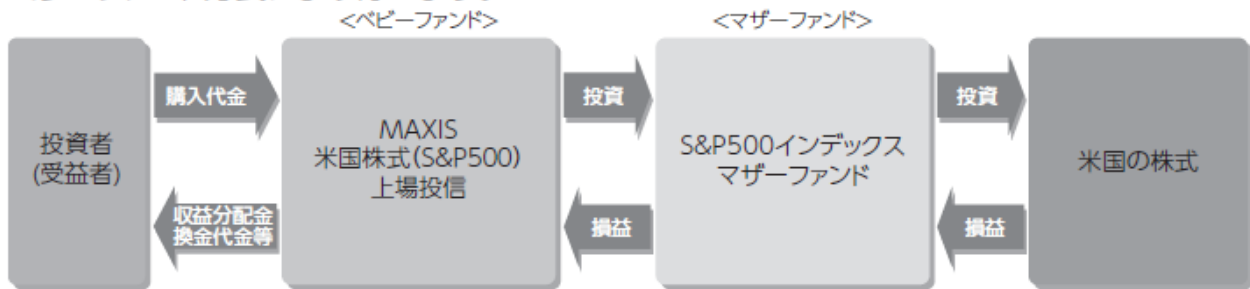 <ベビーファンド>
<マザーファンド>
投資者
(受益者)
購入代金
収益分配金
換金代金等
MAXIS
米国株式(S&P500)
上場投信
投資
損益
S&P500インデックス
マザーファンド
投資
損益
米国の株式